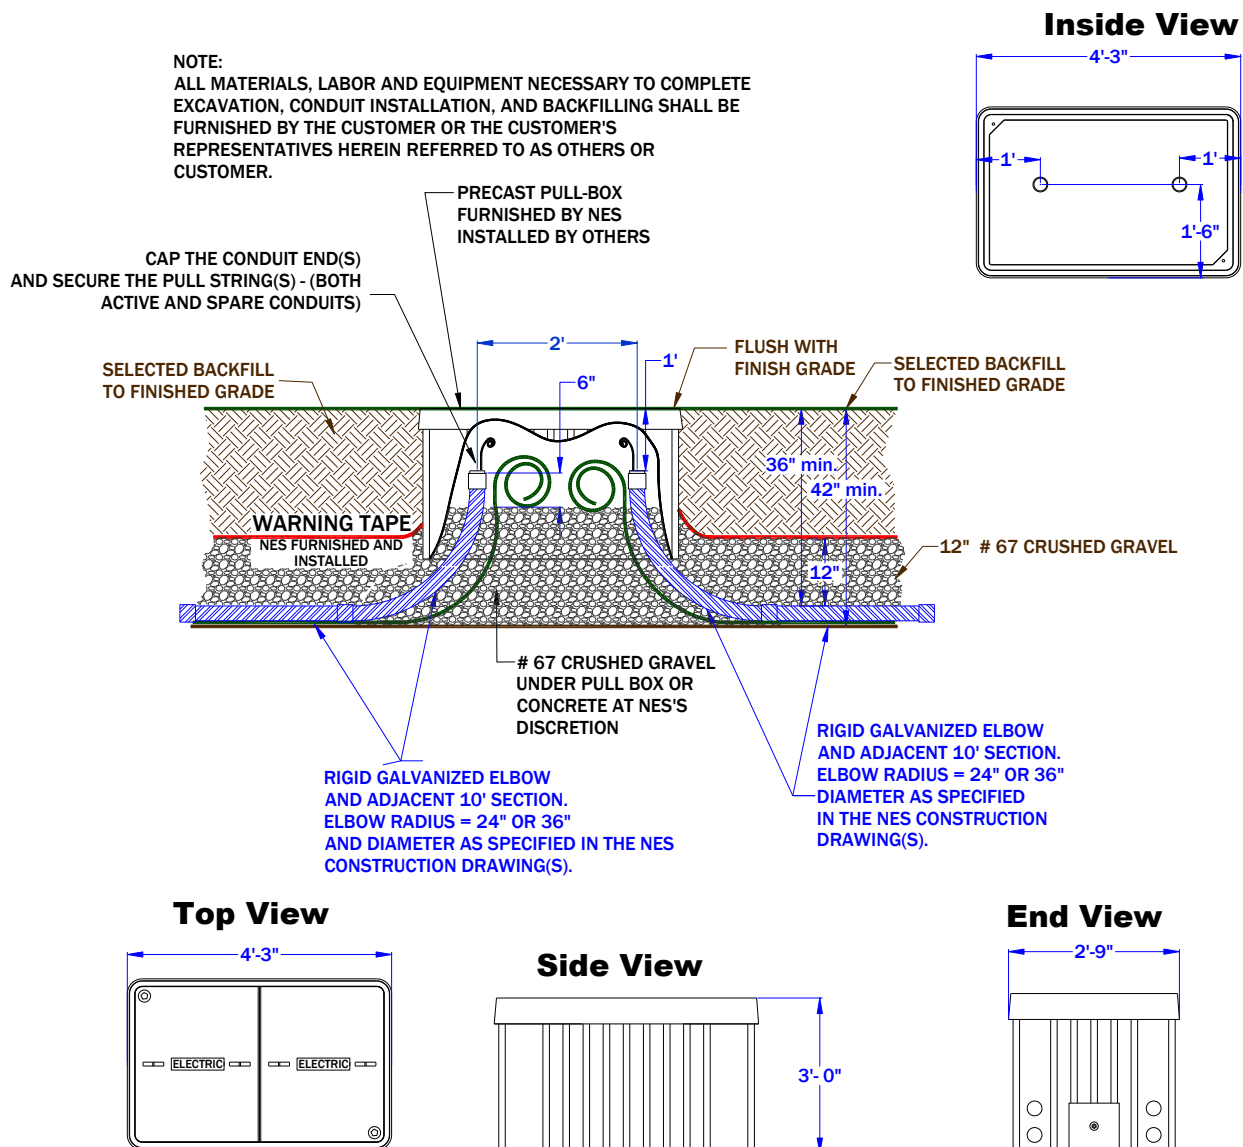 Inside View
4'-3"
NOTE:
ALL MATERIALS, LABOR AND EQUIPMENT NECESSARY TO COMPLETE
EXCAVATION, CONDUIT INSTALLATION, AND BACKFILLING SHALL BE
FURNISHED BY THE CUSTOMER OR THE CUSTOMER'S
REPRESENTATIVES HEREIN REFERRED TO AS OTHERS OR
CUSTOMER.
1'
1'
1'-6"
PRECAST PULL-BOX
FURNISHED BY NES
INSTALLED BY OTHERS
CAP THE CONDUIT END(S)
AND SECURE THE PULL STRING(S) - (BOTH
ACTIVE AND SPARE CONDUITS)
2'
1'
6"
FLUSH WITH
FINISH GRADE
SELECTED BACKFILL
TO FINISHED GRADE
SELECTED BACKFILL
TO FINISHED GRADE
36" min.
42" min.
WARNING TAPE
NES FURNISHED AND
INSTALLED
12" # 67 CRUSHED GRAVEL
12"
# 67 CRUSHED GRAVEL
UNDER PULL BOX OR
CONCRETE AT NES'S
DISCRETION
RIGID GALVANIZED ELBOW
AND ADJACENT 10' SECTION.
ELBOW RADIUS = 24" OR 36"
AND DIAMETER AS SPECIFIED IN THE NES
CONSTRUCTION DRAWING(S).
RIGID GALVANIZED ELBOW
AND ADJACENT 10' SECTION.
ELBOW RADIUS = 24" OR 36"
DIAMETER AS SPECIFIED
IN THE NES CONSTRUCTION
DRAWING(S).
Top View
4'-3"
ELECTRIC
ELECTRIC
Side View
3'- 0"
End View
2'-9"